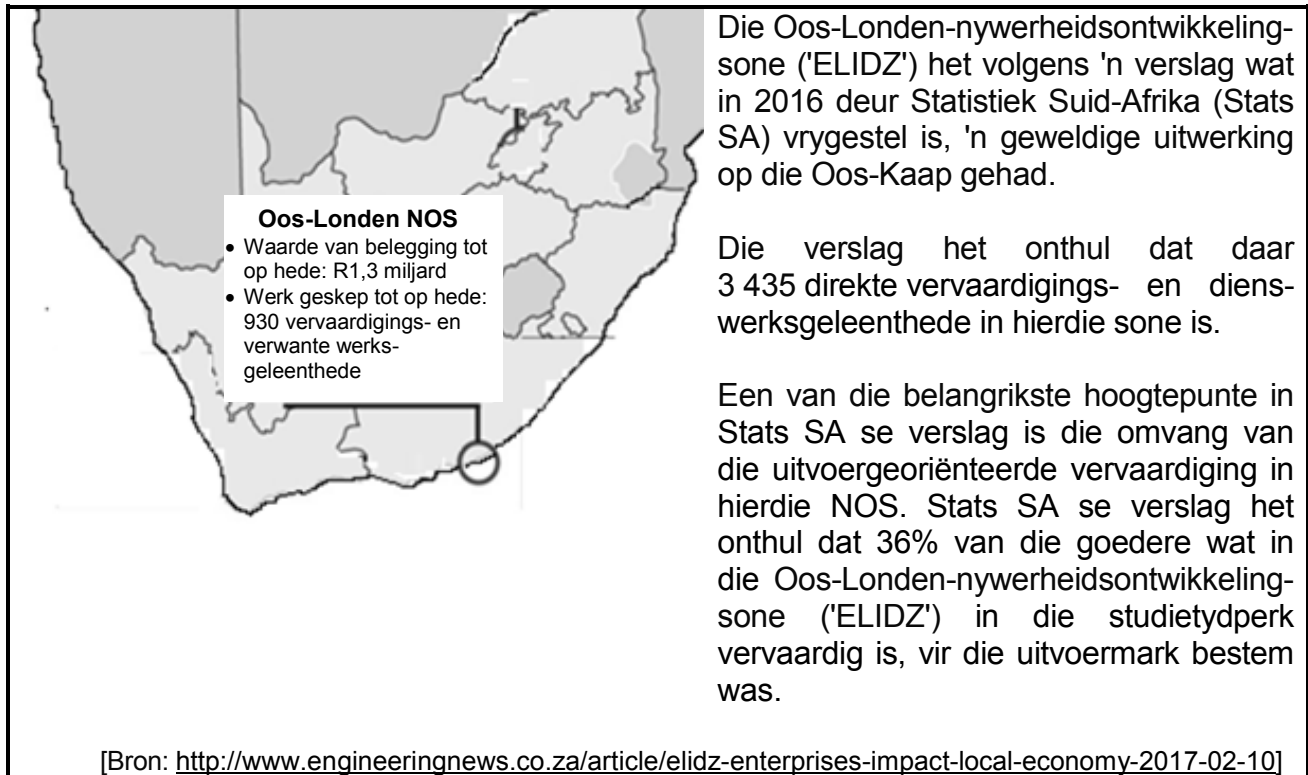 Oos-Londen NOS
• Waarde van belegging tot
op hede: R1,3 miljard
• Werk geskep tot op hede:
930 vervaardigings- en
verwante werks-
geleenthede
Die Oos-Londen-nywerheidsontwikkeling-
sone ('ELIDZ') het volgens 'n verslag wat
in 2016 deur Statistiek Suid-Afrika (Stats
SA) vrygestel is, 'n geweldige uitwerking
op die Oos-Kaap gehad.
Die verslag het onthul dat daar
3 435 direkte vervaardigings- en diens-
werksgeleenthede in hierdie sone is.
Een van die belangrikste hoogtepunte in
Stats SA se verslag is die omvang van
die uitvoergeoriënteerde vervaardiging in
hierdie NOS. Stats SA se verslag het
onthul dat 36% van die goedere wat in
die Oos-Londen-nywerheidsontwikkeling-
sone ('ELIDZ') in die studietydperk
vervaardig is, vir die uitvoermark bestem
was.
[Bron: http://www.engineeringnews.co.za/article/elidz-enterprises-impact-local-economy-2017-02-10]